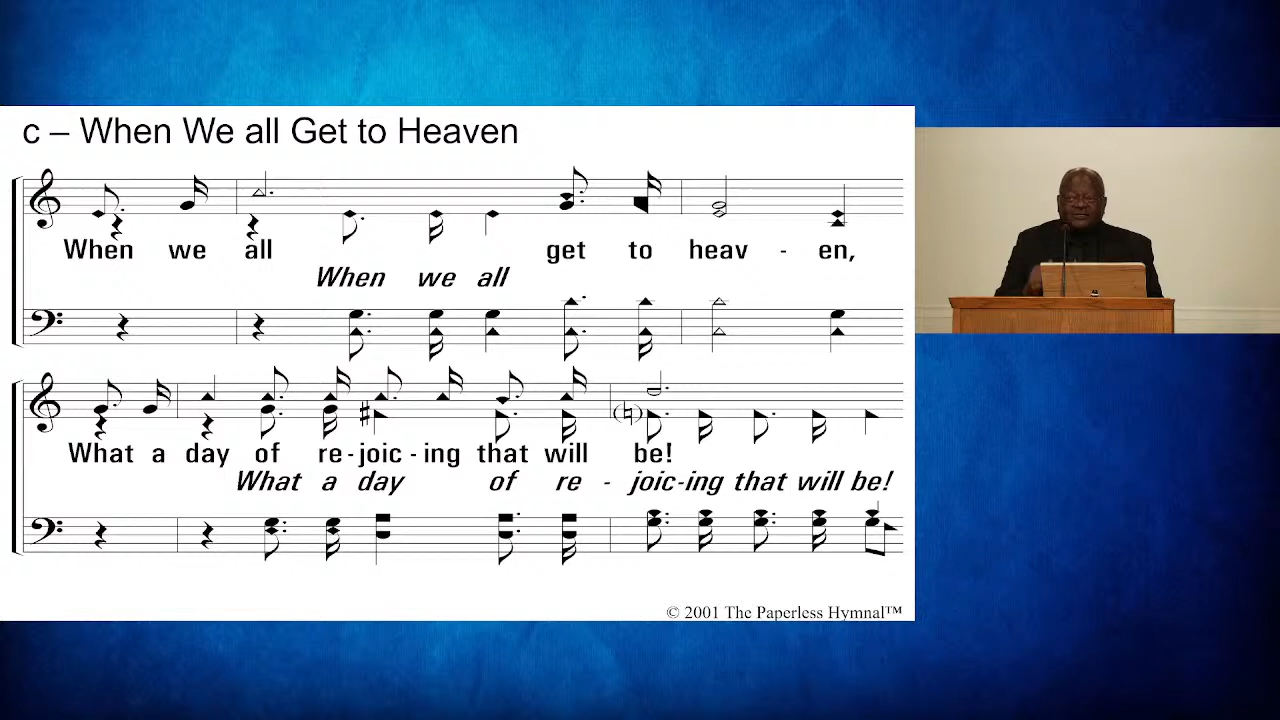 c – When We all Get to Heaven
When we all get to heav - en,
When we all
What a day of re - joic - ing that will be!
What a day of re - joic - ing that will be!
© 2001 The Paperless Hymnal™